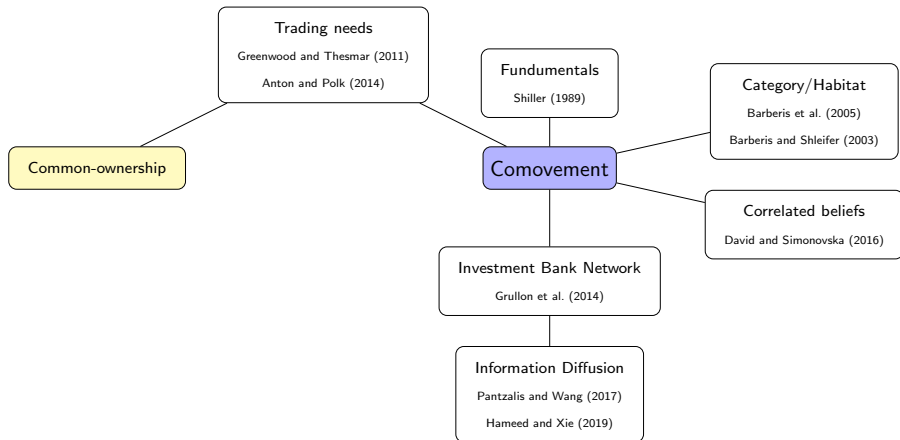 Trading needs
Greenwood and Thesmar (2011)
Anton and Polk (2014)
Fundumentals
Shiller (1989)
Category/Habitat
Barberis et al. (2005)
Barberis and Shleifer (2003)
Common-ownership
Comovement
Correlated beliefs
David and Simonovska (2016)
Investment Bank Network
Grullon et al. (2014)
Information Diffusion
Pantzalis and Wang (2017)
Hameed and Xie (2019)